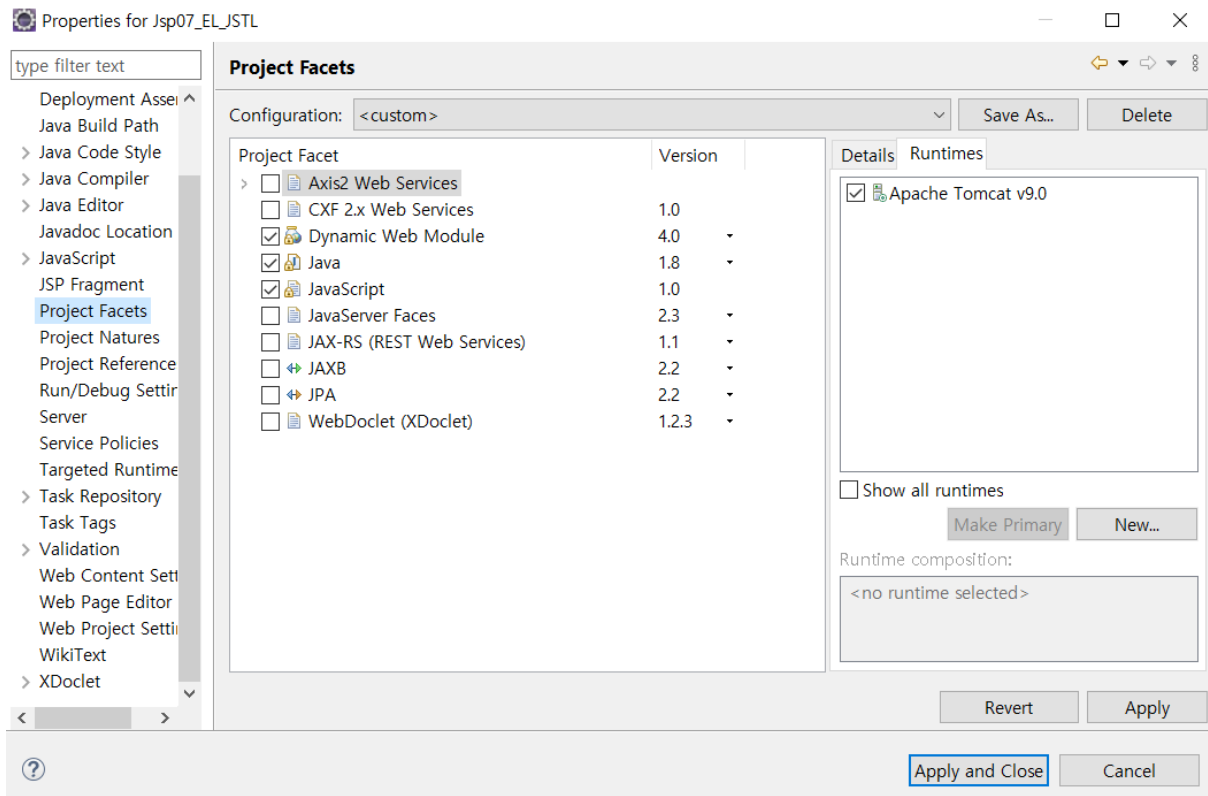 Properties for Jsp07_EL_JSTL
type filter text
Deployment Asser
Java Build Path
Java Code Style
Java Compiler
Java Editor
Javadoc Location
JavaScript
JSP Fragment
Project Facets
Project Natures
Project Reference
Run/Debug Settin
Server
Service Policies
Targeted Runtime
Task Repository
Task Tags
Validation
Web Content Sett
Web Page Editor
Web Project Settin
WikiText
XDoclet
Project Facets
Configuration: <custom> Save As... Delete
Project Facet Version
Axis2 Web Services
CXF 2.x Web Services 1.0
Dynamic Web Module 4.0
Java 1.8
JavaScript 1.0
JavaServer Faces 2.3
JAX-RS (REST Web Services) 1.1
JAXB 2.2
JPA 2.2
WebDoclet (XDoclet) 1.2.3
Details Runtimes
Apache Tomcat v9.0
Show all runtimes
Make Primary New...
Runtime composition:
<no runtime selected>
Revert Apply
? Apply and Close Cancel